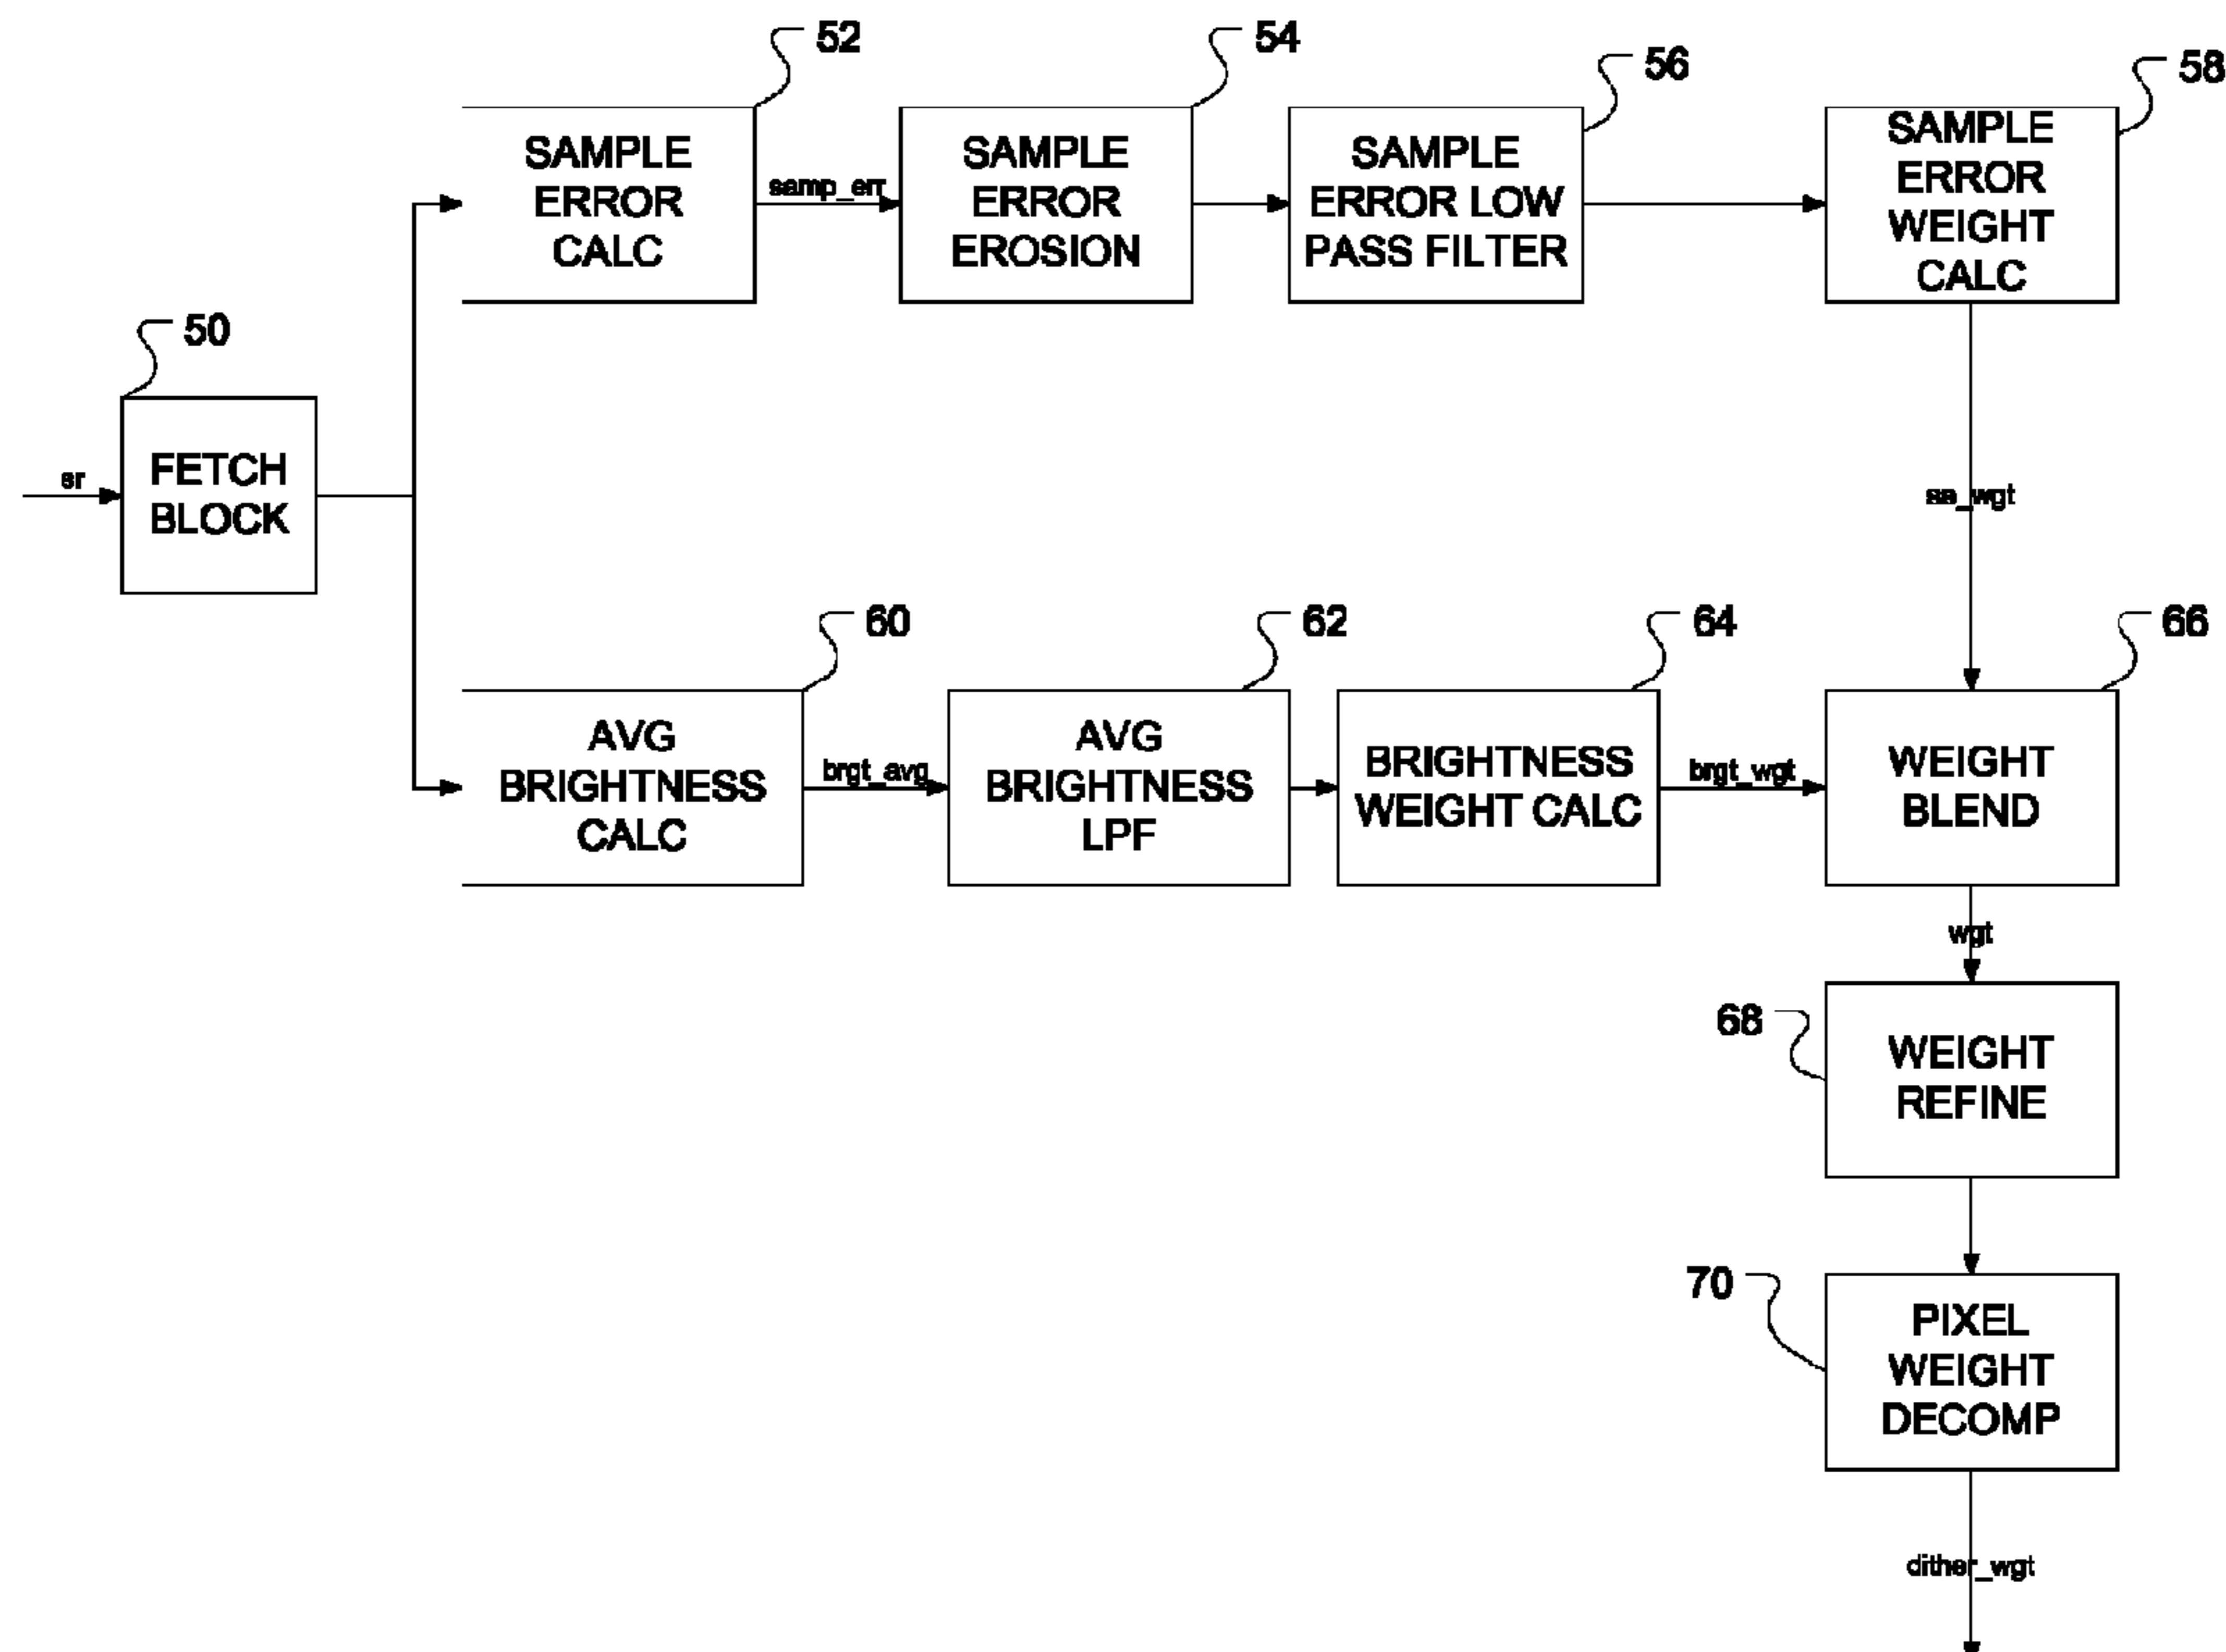 52
54
56
58
SAMPLE
ERROR
CALC
samp_err
SAMPLE
ERROR
EROSION
SAMPLE
ERROR LOW
PASS FILTER
SAMPLE
ERROR
WEIGHT
CALC
50
sr
FETCH
BLOCK
se_wgt
60
62
64
66
AVG
BRIGHTNESS
CALC
brgt_avg
AVG
BRIGHTNESS
LPF
BRIGHTNESS
WEIGHT CALC
brgt_wgt
WEIGHT
BLEND
wgt
68
WEIGHT
REFINE
70
PIXEL
WEIGHT
DECOMP
dither_wgt